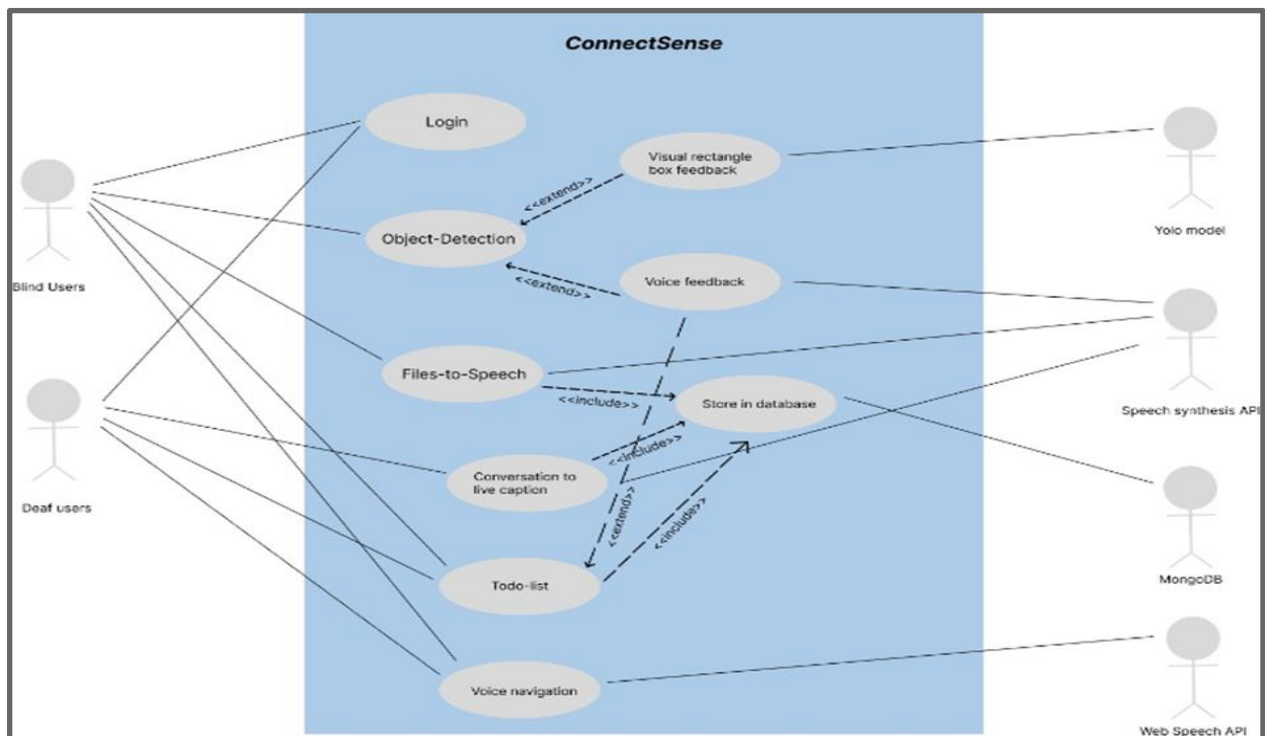 ConnectSense
Login
Visual rectangle
box feedback
<<extend>>
Yolo model
Object-Detection
Blind Users
<<extend>>
Voice feedback
Files-to-Speech
<<include>>
Store in database
Speech synthesis API
<<include>>
Conversation to
live caption
Deaf users
<<extend>>
<<include>>
Todo-list
MongoDB
Voice navigation
Web Speech API